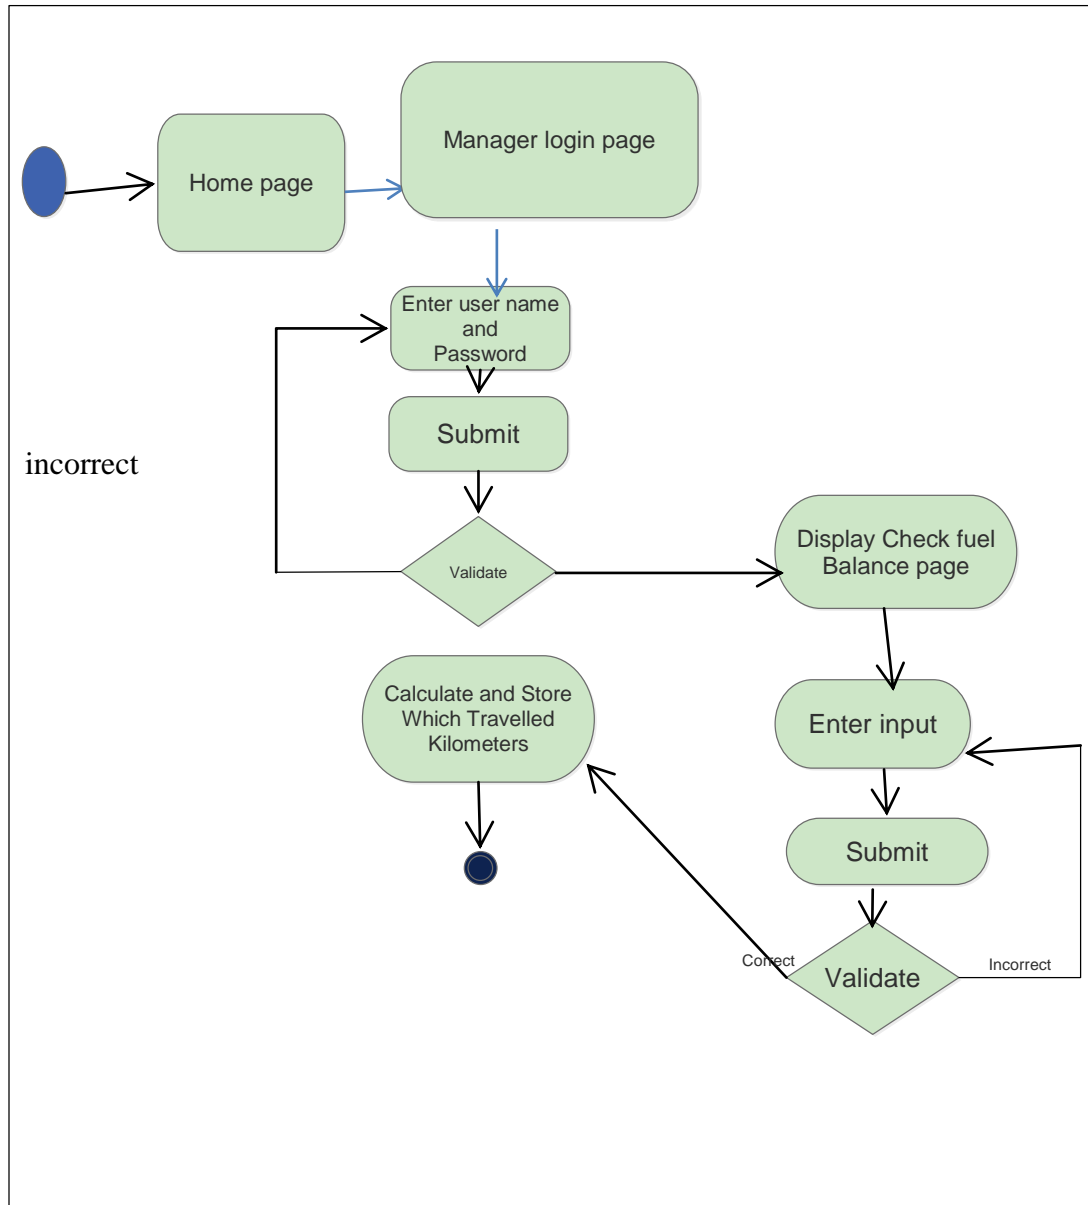 Manager login page
Home page
Enter user name
and
Password
Submit
incorrect
Validate
Display Check fuel
Balance page
Calculate and Store
Which Travelled
Kilometers
Enter input
Submit
Correct
Validate
Incorrect